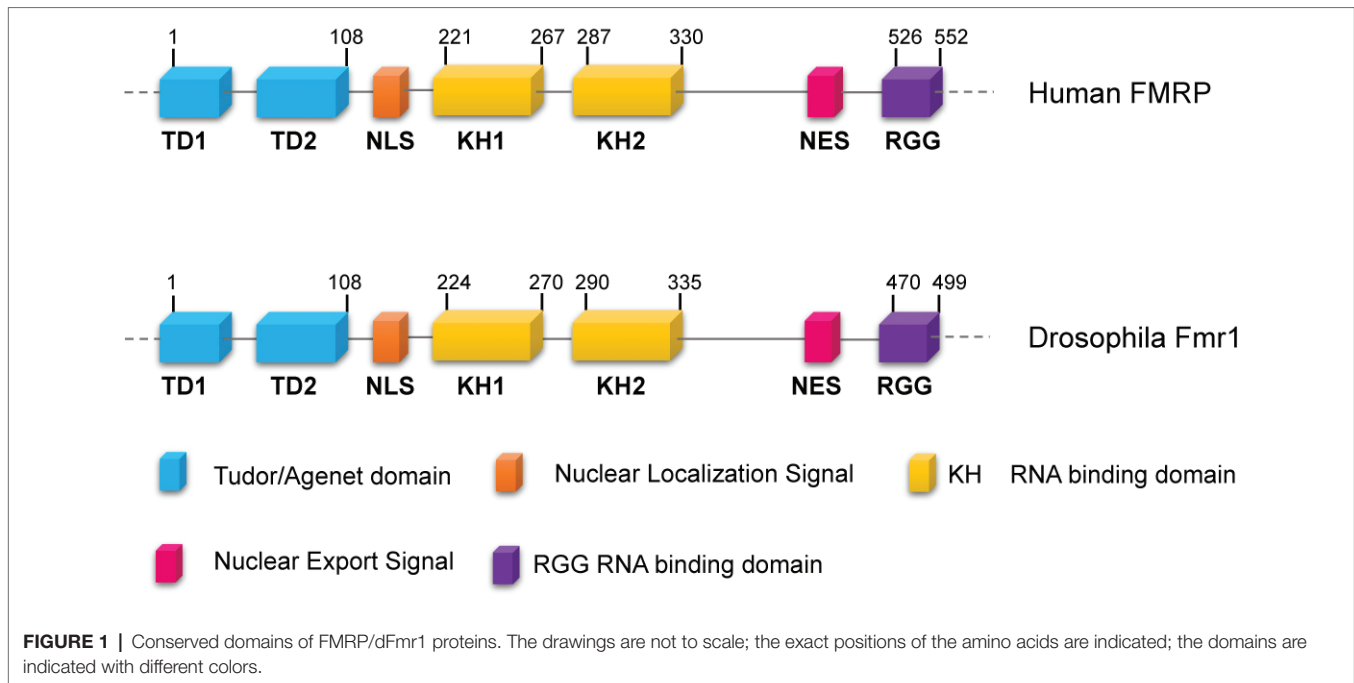 1 108 221 267 287 330 526 552
Human FMRP
TD1 TD2 NLS KH1 KH2 NES RGG
1 108 224 270 290 335 470 499
Drosophila Fmr1
TD1 TD2 NLS KH1 KH2 NES RGG
Tudor/Agenet domain Nuclear Localization Signal KH RNA binding domain
Nuclear Export Signal RGG RNA binding domain
FIGURE 1 | Conserved domains of FMRP/dFmr1 proteins. The drawings are not to scale; the exact positions of the amino acids are indicated; the domains are
indicated with different colors.